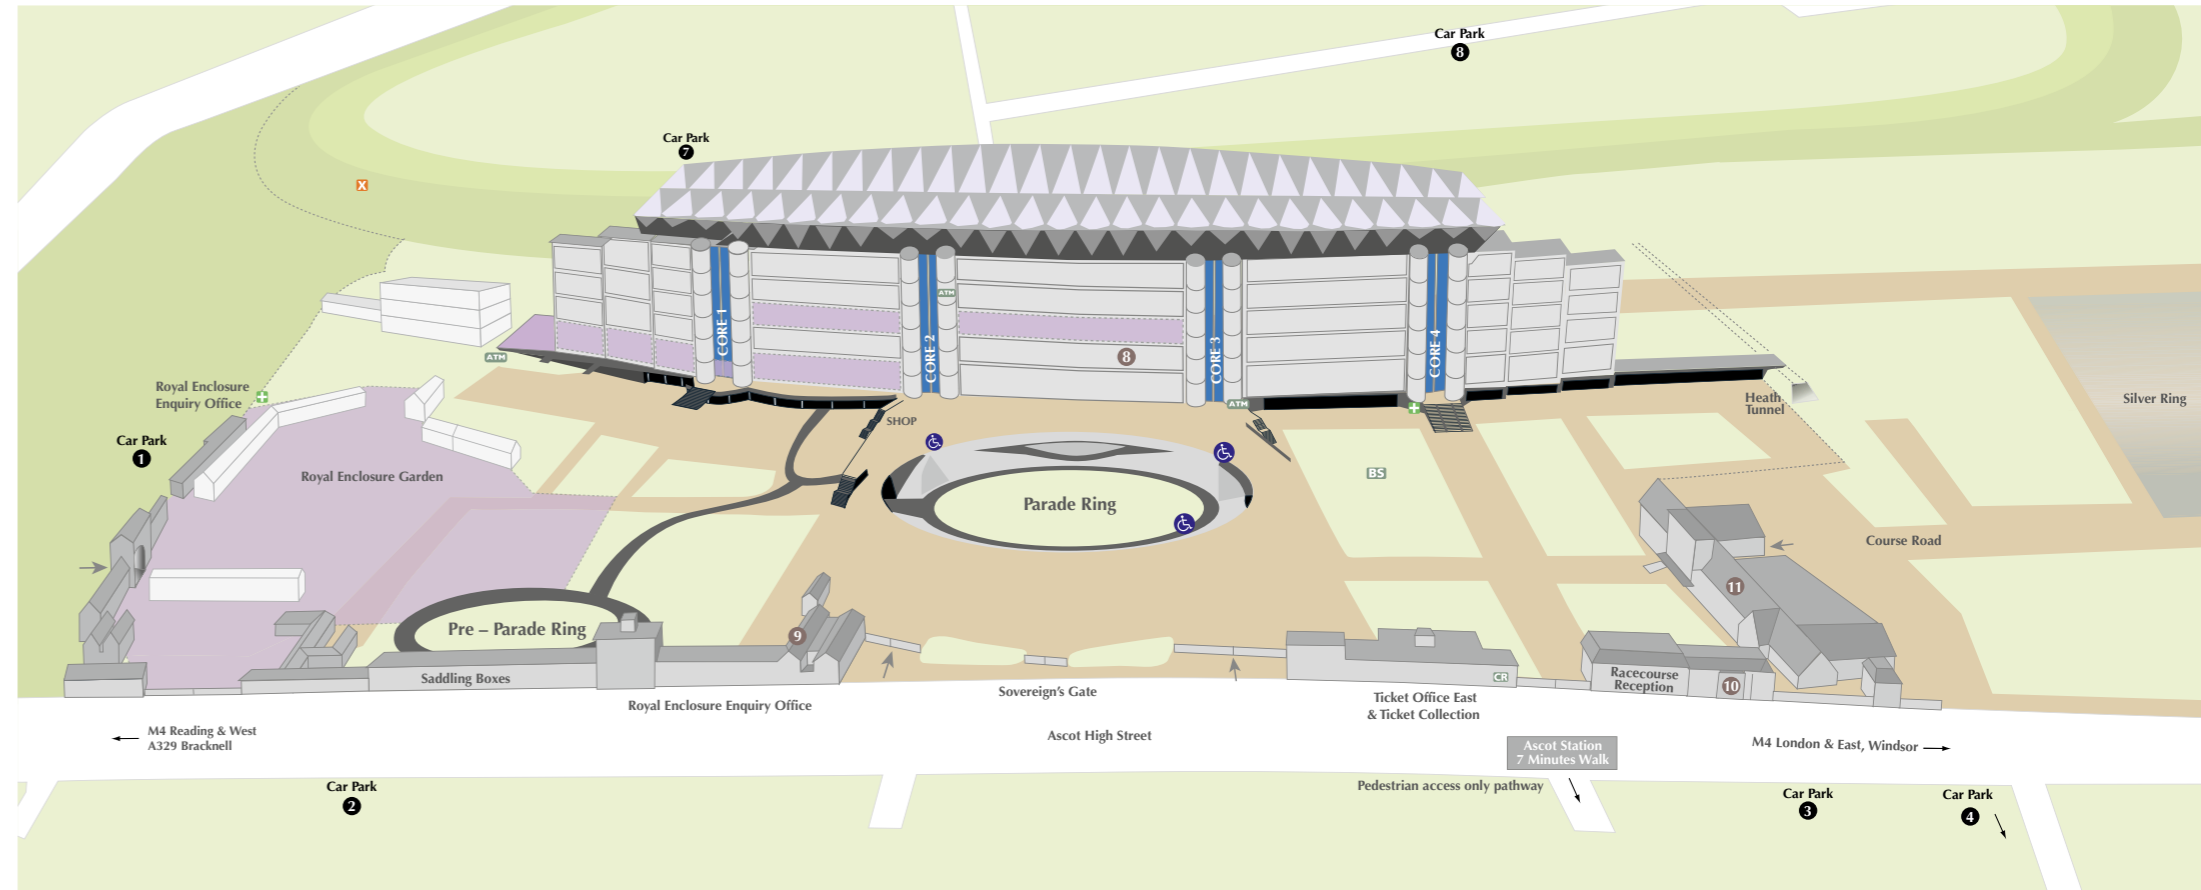 Car Park
8
Car Park
7
X
CORE 1
CORE 2
CORE 3
CORE 4
ATM
ATM
8
ATM
Royal Enclosure
Enquiry Office
Car Park
1
SHOP
Heath
Tunnel
Silver Ring
Royal Enclosure Garden
BS
Parade Ring
Course Road
11
Pre – Parade Ring
9
Saddling Boxes
CR
Racecourse
Reception
10
Royal Enclosure Enquiry Office
Sovereign's Gate
Ticket Office East
& Ticket Collection
M4 Reading & West
A329 Bracknell
Ascot High Street
Ascot Station
7 Minutes Walk
M4 London & East, Windsor
Pedestrian access only pathway
Car Park
2
Car Park
3
Car Park
4